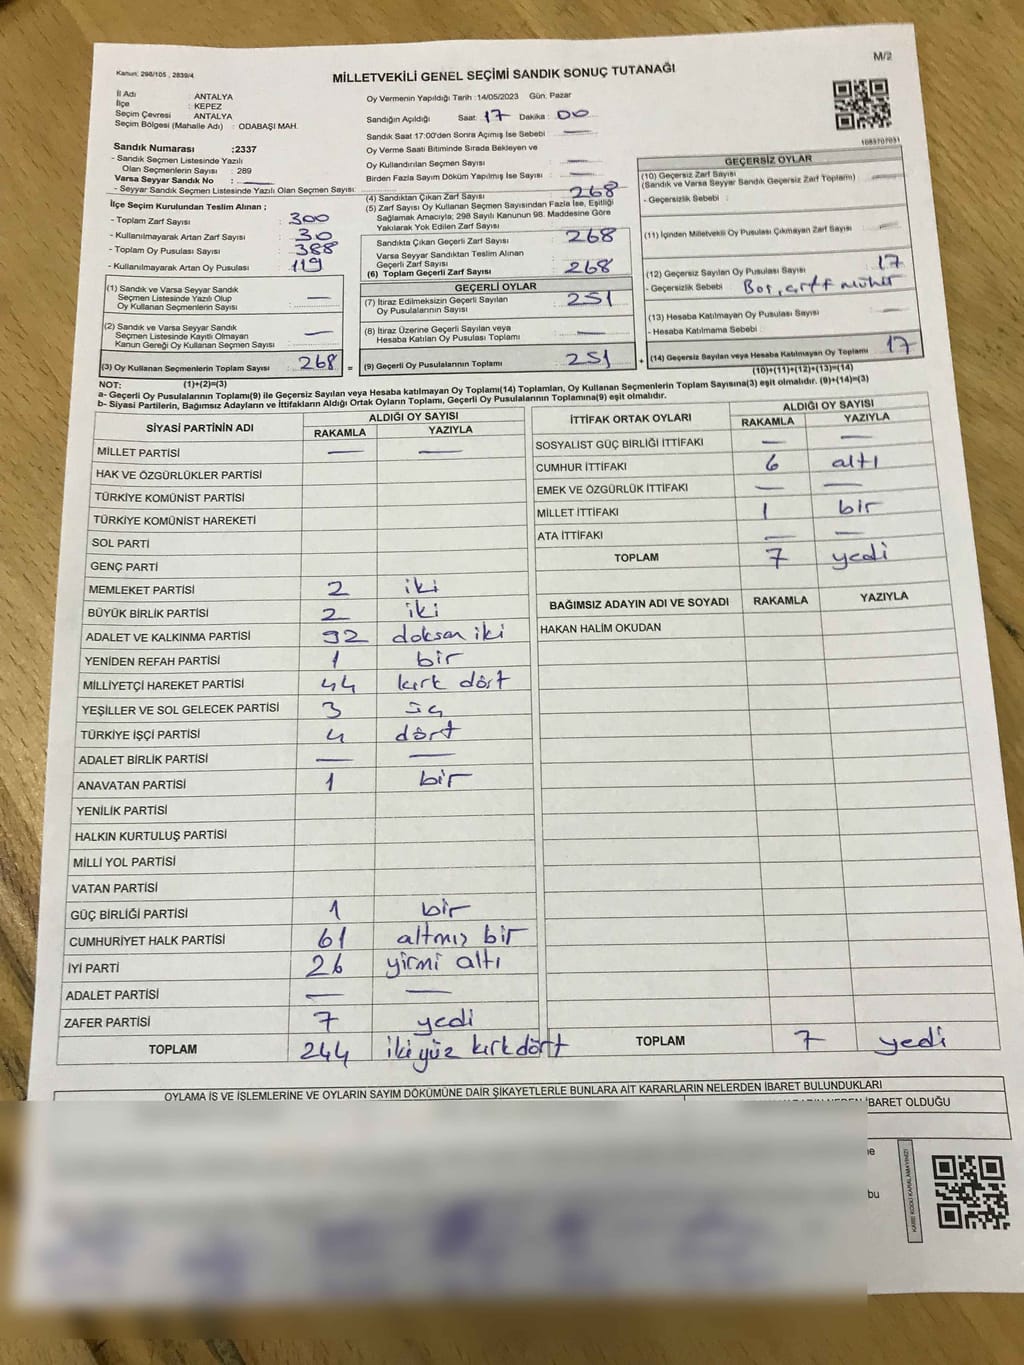 M/2
Kanun: 298/105 , 2839/4
MİLLETVEKİLİ GENEL SEÇİMİ SANDIK SONUÇ TUTANAĞI
İl Adı : ANTALYA
İlçe : KEPEZ
Seçim Çevresi : ANTALYA
Seçim Bölgesi (Mahalle Adı) : ODABAŞI MAH.
Sandık Numarası :2337
- Sandık Seçmen Listesinde Yazılı
Olan Seçmenlerin Sayısı : 289
Varsa Seyyar Sandık No : —
- Seyyar Sandık Seçmen Listesinde Yazılı Olan Seçmen Sayısı:
İlçe Seçim Kurulundan Teslim Alınan ;
- Toplam Zarf Sayısı : 300
- Kullanılmayarak Artan Zarf Sayısı : 30
- Toplam Oy Pusulası Sayısı : 388
- Kullanılmayarak Artan Oy Pusulası : 119
(1) Sandık ve Varsa Seyyar Sandık
Seçmen Listesinde Yazılı Olup
Oy Kullanan Seçmenlerin Sayısı : —
(2) Sandık ve Varsa Seyyar Sandık
Seçmen Listesinde Kayıtlı Olmayan
Kanun Gereği Oy Kullanan Seçmen Sayısı : —
(3) Oy Kullanan Seçmenlerin Toplam Sayısı : 268 =
Oy Vermenin Yapıldığı Tarih :14/05/2023 Gün: Pazar
Sandığın Açıldığı Saat: 17 Dakika : 00
Sandık Saat 17:00'den Sonra Açılmış İse Sebebi : —
Oy Verme Saati Bitiminde Sırada Bekleyen ve
Oy Kullandırılan Seçmen Sayısı : —
Birden Fazla Sayım Döküm Yapılmış İse Sayısı : —
(4) Sandıktan Çıkan Zarf Sayısı : 268
(5) Zarf Sayısı Oy Kullanan Seçmen Sayısından Fazla İse, Eşitliği
Sağlamak Amacıyla; 298 Sayılı Kanunun 98. Maddesine Göre
Yakılarak Yok Edilen Zarf Sayısı :
Sandıkta Çıkan Geçerli Zarf Sayısı : 268
Varsa Seyyar Sandıktan Teslim Alınan
Geçerli Zarf Sayısı :
(6) Toplam Geçerli Zarf Sayısı : 268
GEÇERLİ OYLAR
(7) İtiraz Edilmeksizin Geçerli Sayılan
Oy Pusulalarının Sayısı : 251
(8) İtiraz Üzerine Geçerli Sayılan veya
Hesaba Katılan Oy Pusulası Toplamı : —
(9) Geçerli Oy Pusulalarının Toplamı : 251 +
1083707031
GEÇERSİZ OYLAR
(10) Geçersiz Zarf Sayısı : —
(Sandık ve Varsa Seyyar Sandık Geçersiz Zarf Toplamı)
- Geçersizlik Sebebi :
(11) İçinden Milletvekili Oy Pusulası Çıkmayan Zarf Sayısı : —
(12) Geçersiz Sayılan Oy Pusulası Sayısı : 17
- Geçersizlik Sebebi : Boş, çift mühür
(13) Hesaba Katılmayan Oy Pusulası Sayısı : —
- Hesaba Katılmama Sebebi :
(14) Geçersiz Sayılan veya Hesaba Katılmayan Oy Toplamı : 17
(10)+(11)+(12)+(13)=(14)
NOT: (1)+(2)=(3)
a- Geçerli Oy Pusulalarının Toplamı(9) ile Geçersiz Sayılan veya Hesaba katılmayan Oy Toplamı(14) Toplamları, Oy Kullanan Seçmenlerin Toplam Sayısına(3) eşit olmalıdır. (9)+(14)=(3)
b- Siyasi Partilerin, Bağımsız Adayların ve İttifakların Aldığı Ortak Oyların Toplamı, Geçerli Oy Pusulalarının Toplamına(9) eşit olmalıdır.
SİYASİ PARTİNİN ADI ALDIĞI OY SAYISI
RAKAMLA YAZIYLA
MİLLET PARTİSİ — —
HAK VE ÖZGÜRLÜKLER PARTİSİ
TÜRKİYE KOMÜNİST PARTİSİ
TÜRKİYE KOMÜNİST HAREKETİ
SOL PARTİ
GENÇ PARTİ
MEMLEKET PARTİSİ 2 iki
BÜYÜK BİRLİK PARTİSİ 2 iki
ADALET VE KALKINMA PARTİSİ 92 doksan iki
YENİDEN REFAH PARTİSİ 1 bir
MİLLİYETÇİ HAREKET PARTİSİ 44 kırk dört
YEŞİLLER VE SOL GELECEK PARTİSİ 3 üç
TÜRKİYE İŞÇİ PARTİSİ 4 dört
ADALET BİRLİK PARTİSİ — —
ANAVATAN PARTİSİ 1 bir
YENİLİK PARTİSİ
HALKIN KURTULUŞ PARTİSİ
MİLLİ YOL PARTİSİ
VATAN PARTİSİ
GÜÇ BİRLİĞİ PARTİSİ 1 bir
CUMHURİYET HALK PARTİSİ 61 altmış bir
İYİ PARTİ 26 yirmi altı
ADALET PARTİSİ — —
ZAFER PARTİSİ 7 yedi
TOPLAM 244 iki yüz kırk dört
İTTİFAK ORTAK OYLARI ALDIĞI OY SAYISI
RAKAMLA YAZIYLA
SOSYALIST GÜÇ BİRLİĞİ İTTİFAKI — —
CUMHUR İTTİFAKI 6 altı
EMEK VE ÖZGÜRLÜK İTTİFAKI — —
MİLLET İTTİFAKI 1 bir
ATA İTTİFAKI — —
TOPLAM 7 yedi
BAĞIMSIZ ADAYIN ADI VE SOYADI RAKAMLA YAZIYLA
HAKAN HALIM OKUDAN
TOPLAM 7 yedi
OYLAMA İŞ VE İŞLEMLERİNE VE OYLARIN SAYIM DÖKÜMÜNE DAİR ŞİKAYETLERLE BUNLARA AİT KARARLARIN NELERDEN İBARET BULUNDUKLARI
İBARET OLDUĞU
bu
KARE KODU KARALAMAYINIZ!